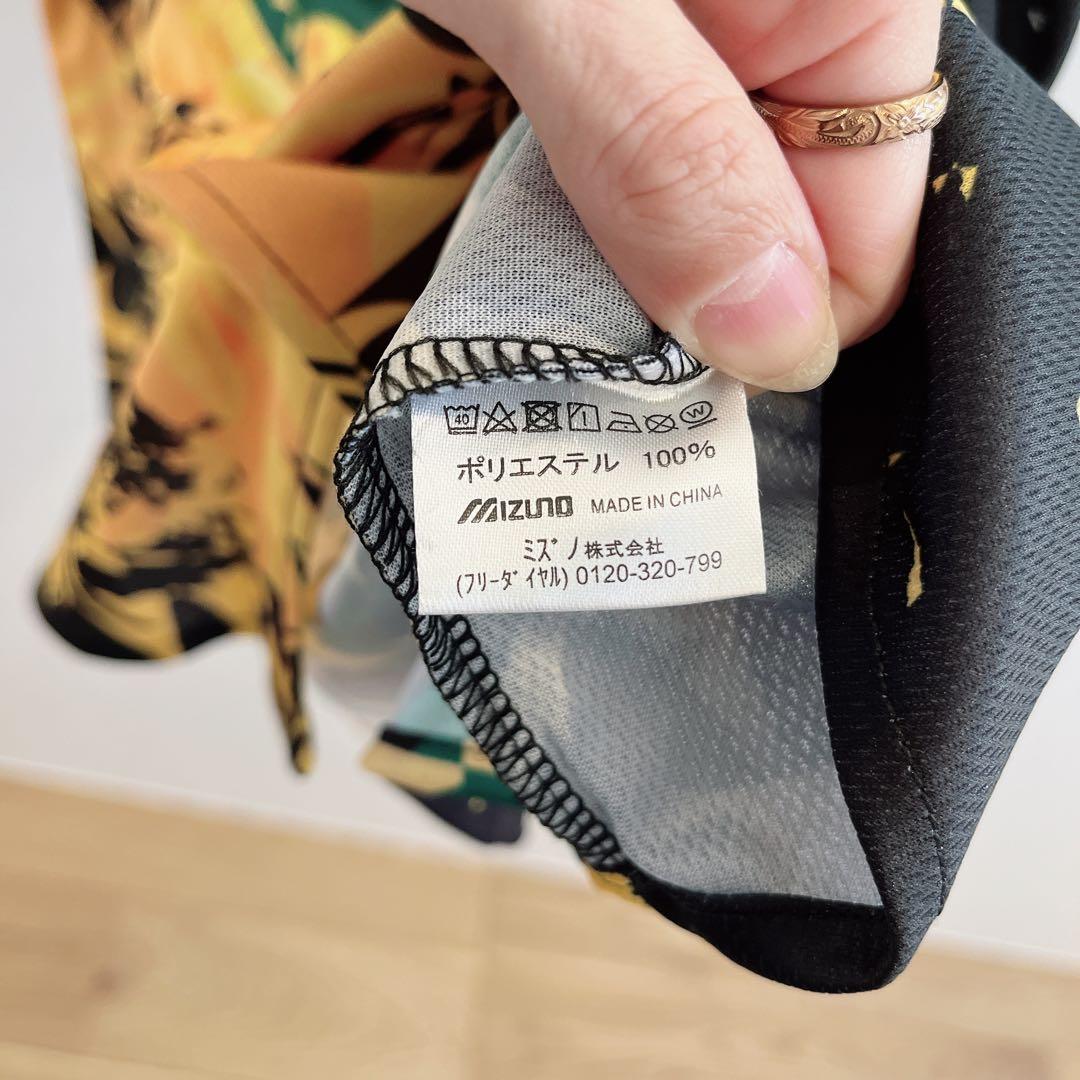 40 W
ポリエステル 100%
MIZUNO MADE IN CHINA
ミズノ株式会社
(フリーダイヤル) 0120-320-799